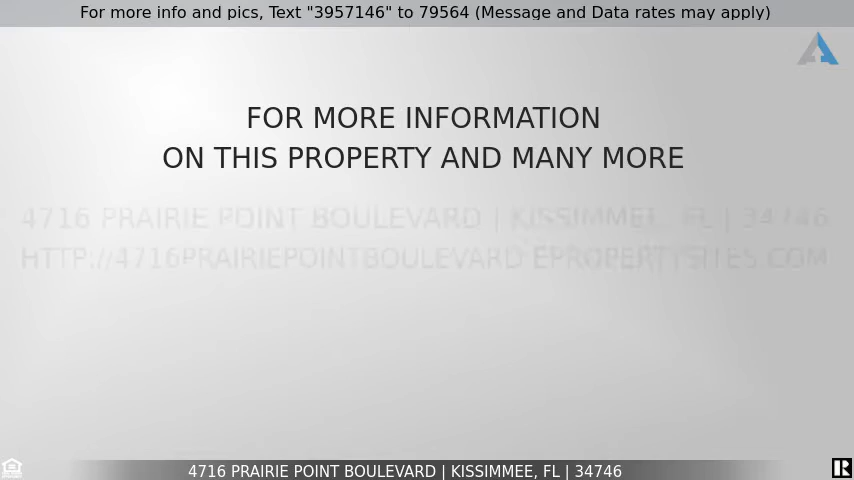 For more info and pics, Text "3957146" to 79564 (Message and Data rates may apply)
FOR MORE INFORMATION
ON THIS PROPERTY AND MANY MORE
4716 PRAIRIE POINT BOULEVARD | KISSIMMEE, FL | 34746
HTTP://4716PRAIRIEPOINTBOULEVARD.EPROPERTYSITES.COM
4716 PRAIRIE POINT BOULEVARD | KISSIMMEE, FL | 34746